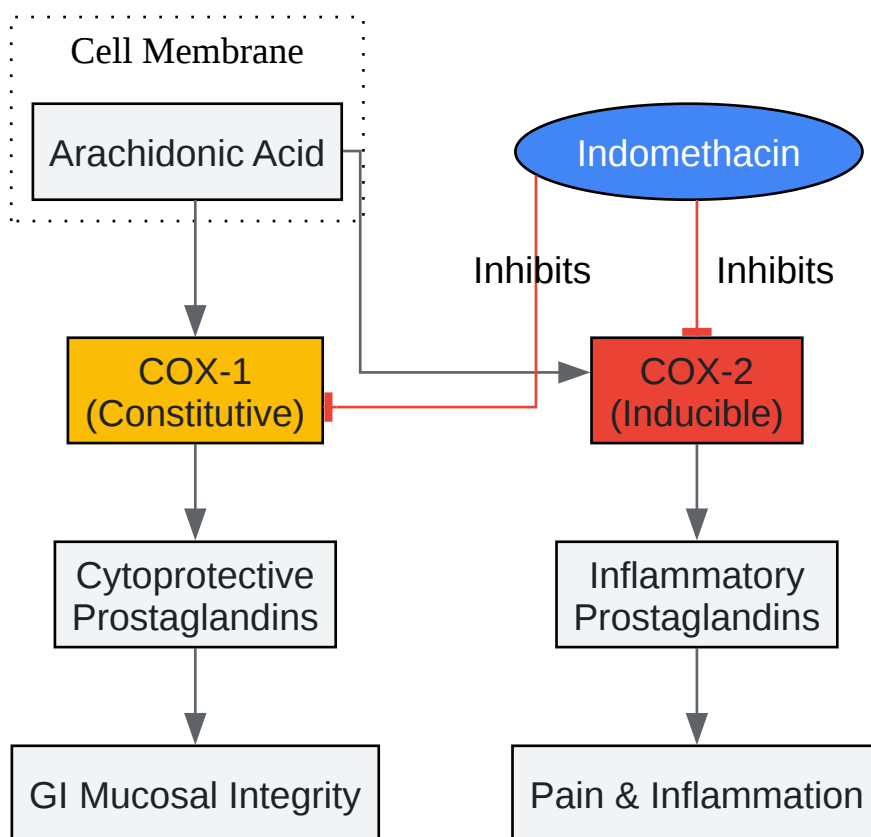 Cell Membrane
Arachidonic Acid
Indomethacin
Inhibits
Inhibits
COX-1
(Constitutive)
COX-2
(Inducible)
Cytoprotective
Prostaglandins
Inflammatory
Prostaglandins
GI Mucosal Integrity
Pain & Inflammation